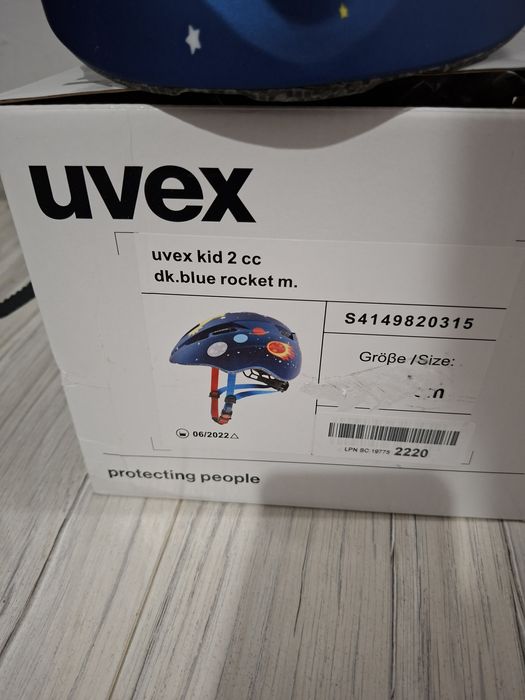 uvex
uvex kid 2 cc
dk.blue rocket m.
S4149820315
Größe /Size:
06/2022
LPN SC 19775 2220
protecting people